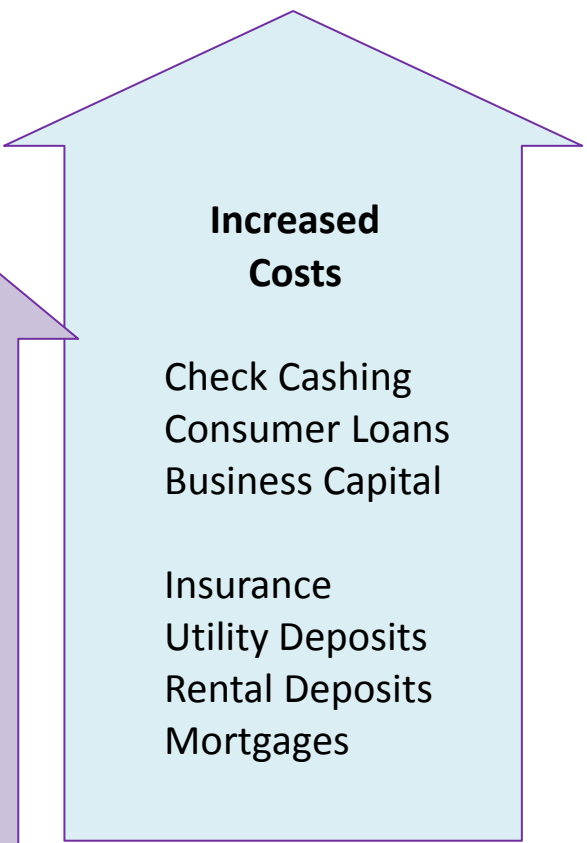 Increased
Costs
Check Cashing
Consumer Loans
Business Capital
Insurance
Utility Deposits
Rental Deposits
Mortgages